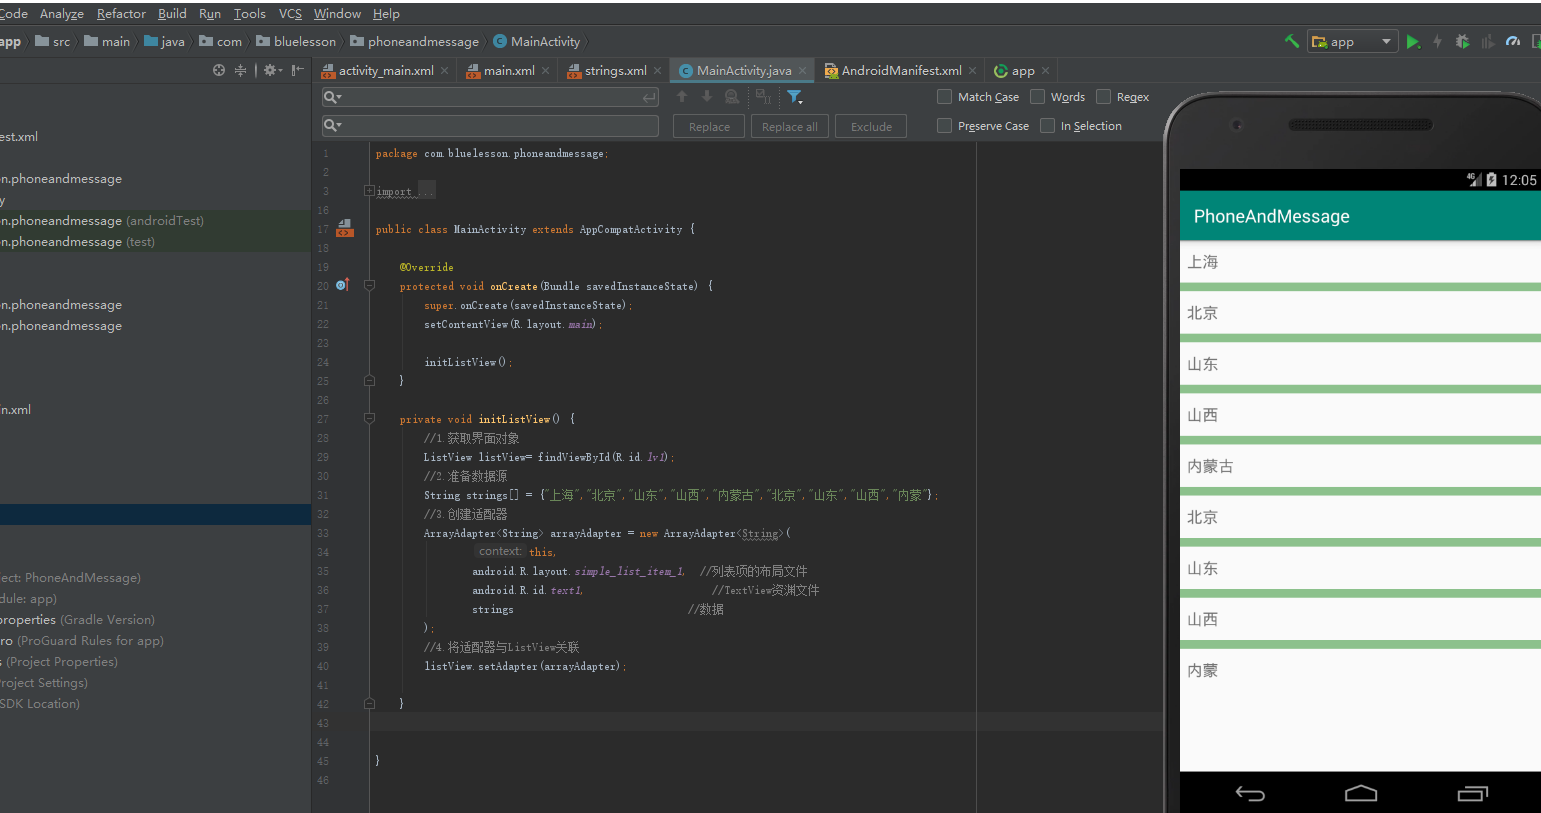 Code Analyze Refactor Build Run Tools VCS Window Help
app src main java com bluelesson phoneandmessage MainActivity
app
activity_main.xml main.xml strings.xml MainActivity.java AndroidManifest.xml app
Match Case Words Regex
Replace Replace all Exclude
Preserve Case In Selection
est.xml
n.phoneandmessage
y
n.phoneandmessage (androidTest)
n.phoneandmessage (test)
n.phoneandmessage
n.phoneandmessage
n.xml
ject: PhoneAndMessage)
dule: app)
properties (Gradle Version)
ro (ProGuard Rules for app)
s (Project Properties)
roject Settings)
SDK Location)
1 package com.bluelesson.phoneandmessage;
2
3 import ...
16
17 public class MainActivity extends AppCompatActivity {
18
19 @Override
20 protected void onCreate(Bundle savedInstanceState) {
21 super.onCreate(savedInstanceState);
22 setContentView(R.layout.main);
23
24 initListView();
25 }
26
27 private void initListView() {
28 //1.获取界面对象
29 ListView listView= findViewById(R.id.lv1);
30 //2.准备数据源
31 String strings[] = {"上海","北京","山东","山西","内蒙古","北京","山东","山西","内蒙"};
32 //3.创建适配器
33 ArrayAdapter<String> arrayAdapter = new ArrayAdapter<String>(
34 context: this,
35 android.R.layout.simple_list_item_1, //列表项的布局文件
36 android.R.id.text1, //TextView资渊文件
37 strings //数据
38 );
39 //4.将适配器与ListView关联
40 listView.setAdapter(arrayAdapter);
41
42 }
43
44
45 }
46
4G 12:05
PhoneAndMessage
上海
北京
山东
山西
内蒙古
北京
山东
山西
内蒙